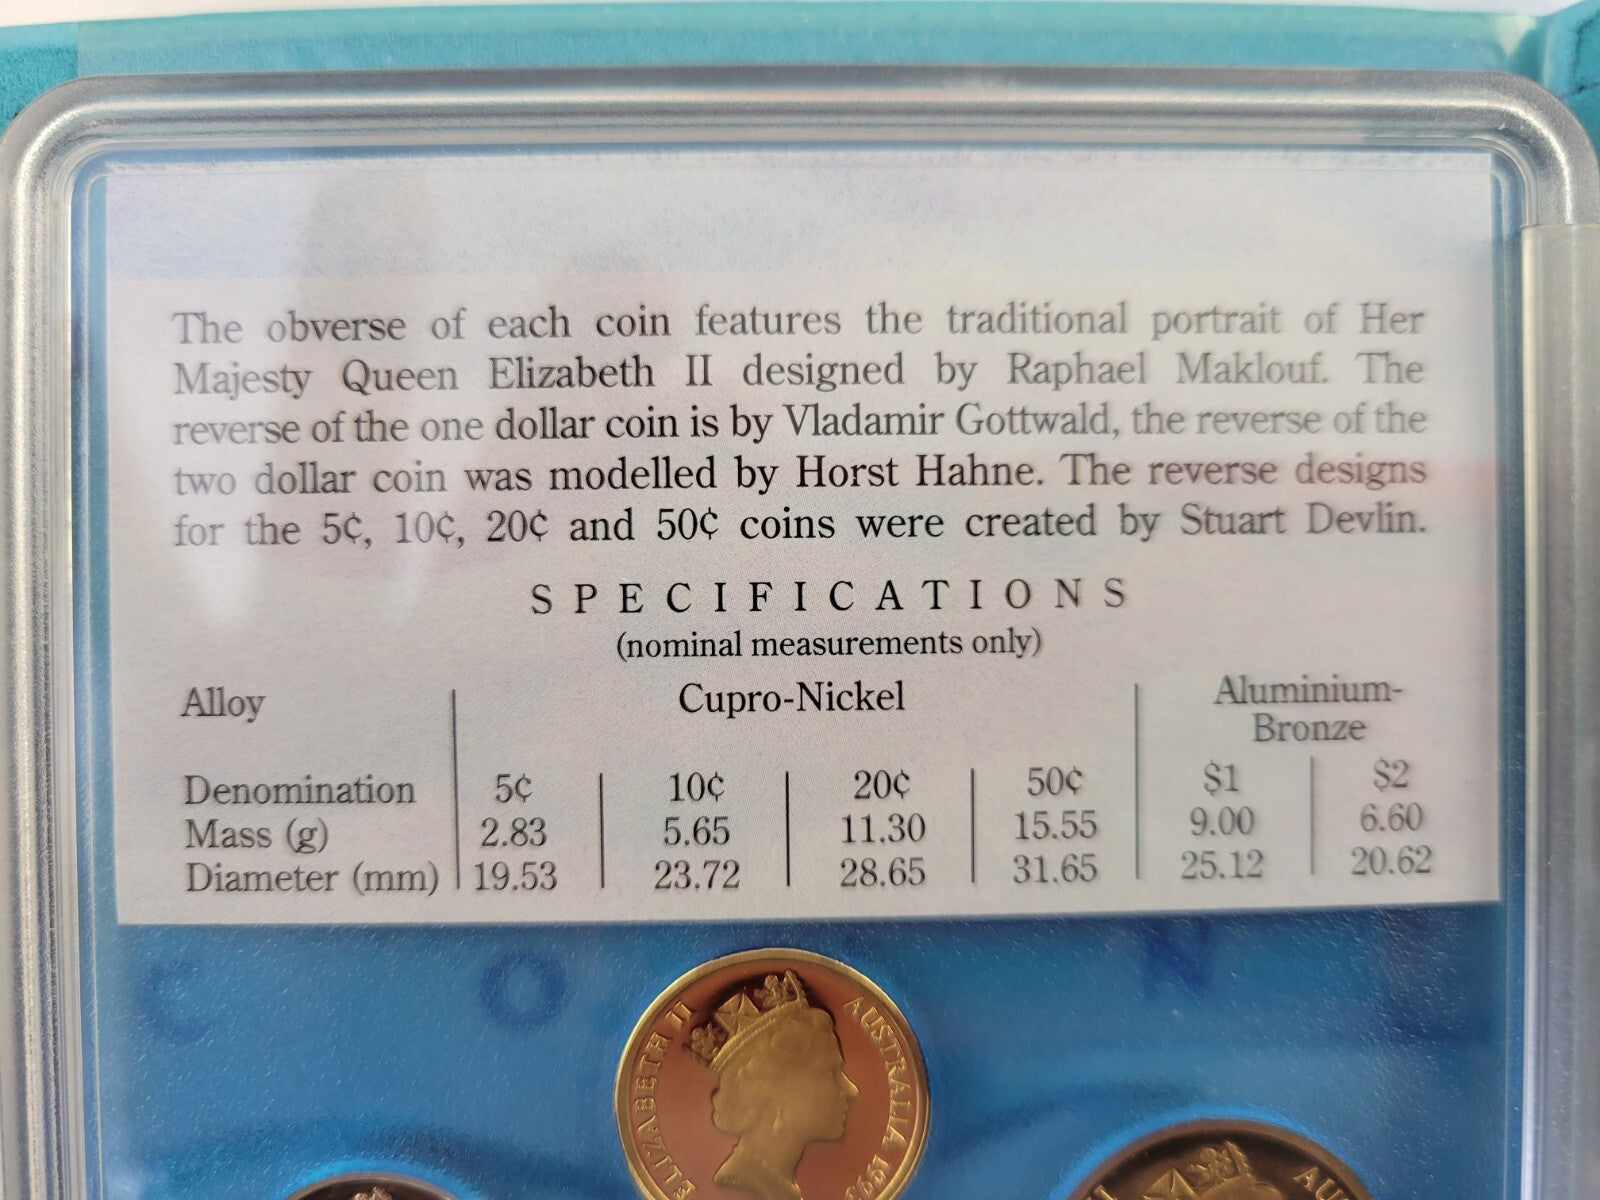 The obverse of each coin features the traditional portrait of Her
Majesty Queen Elizabeth II designed by Raphael Maklouf. The
reverse of the one dollar coin is by Vladamir Gottwald, the reverse of the
two dollar coin was modelled by Horst Hahne. The reverse designs
for the 5¢, 10¢, 20¢ and 50¢ coins were created by Stuart Devlin.
SPECIFICATIONS
(nominal measurements only)
Alloy Cupro-Nickel Aluminium-
Bronze
Denomination 5¢ 10¢ 20¢ 50¢ $1 $2
Mass (g) 2.83 5.65 11.30 15.55 9.00 6.60
Diameter (mm) 19.53 23.72 28.65 31.65 25.12 20.62
C O I N
ELIZABETH II AUSTRALIA 1993
II AU